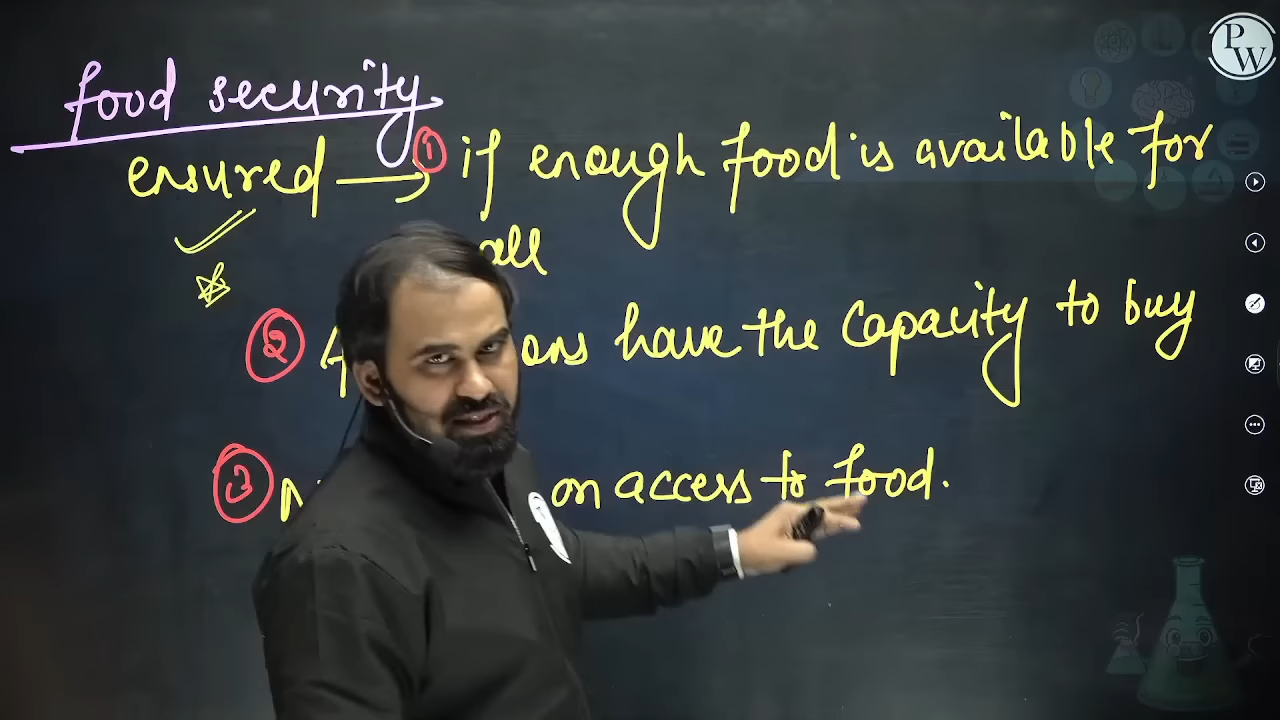 PW
food security
ensured → ① if enough food is available for
all
② have the capacity to buy
③ on access to food.